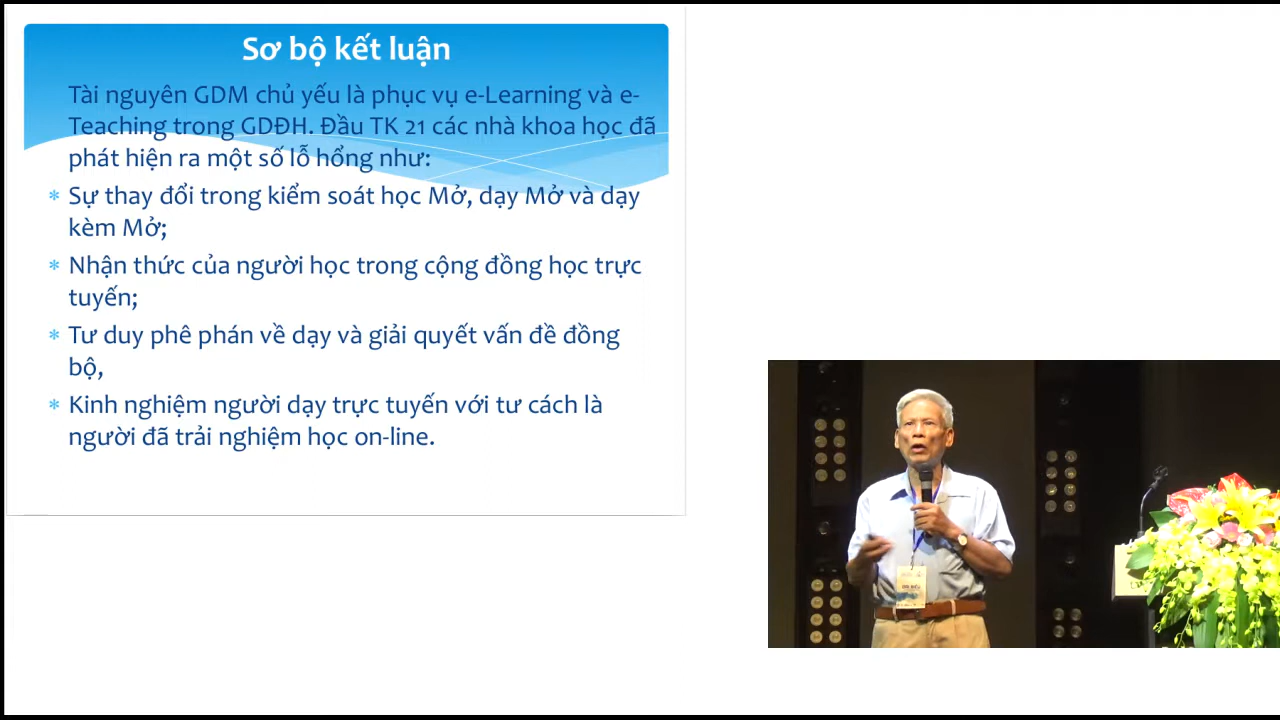 Sơ bộ kết luận
Tài nguyên GDM chủ yếu là phục vụ e-Learning và e-
Teaching trong GDĐH. Đầu TK 21 các nhà khoa học đã
phát hiện ra một số lỗ hổng như:
* Sự thay đổi trong kiểm soát học Mở, dạy Mở và dạy
kèm Mở;
* Nhận thức của người học trong cộng đồng học trực
tuyến;
* Tư duy phê phán về dạy và giải quyết vấn đề đồng
bộ,
* Kinh nghiệm người dạy trực tuyến với tư cách là
người đã trải nghiệm học on-line.